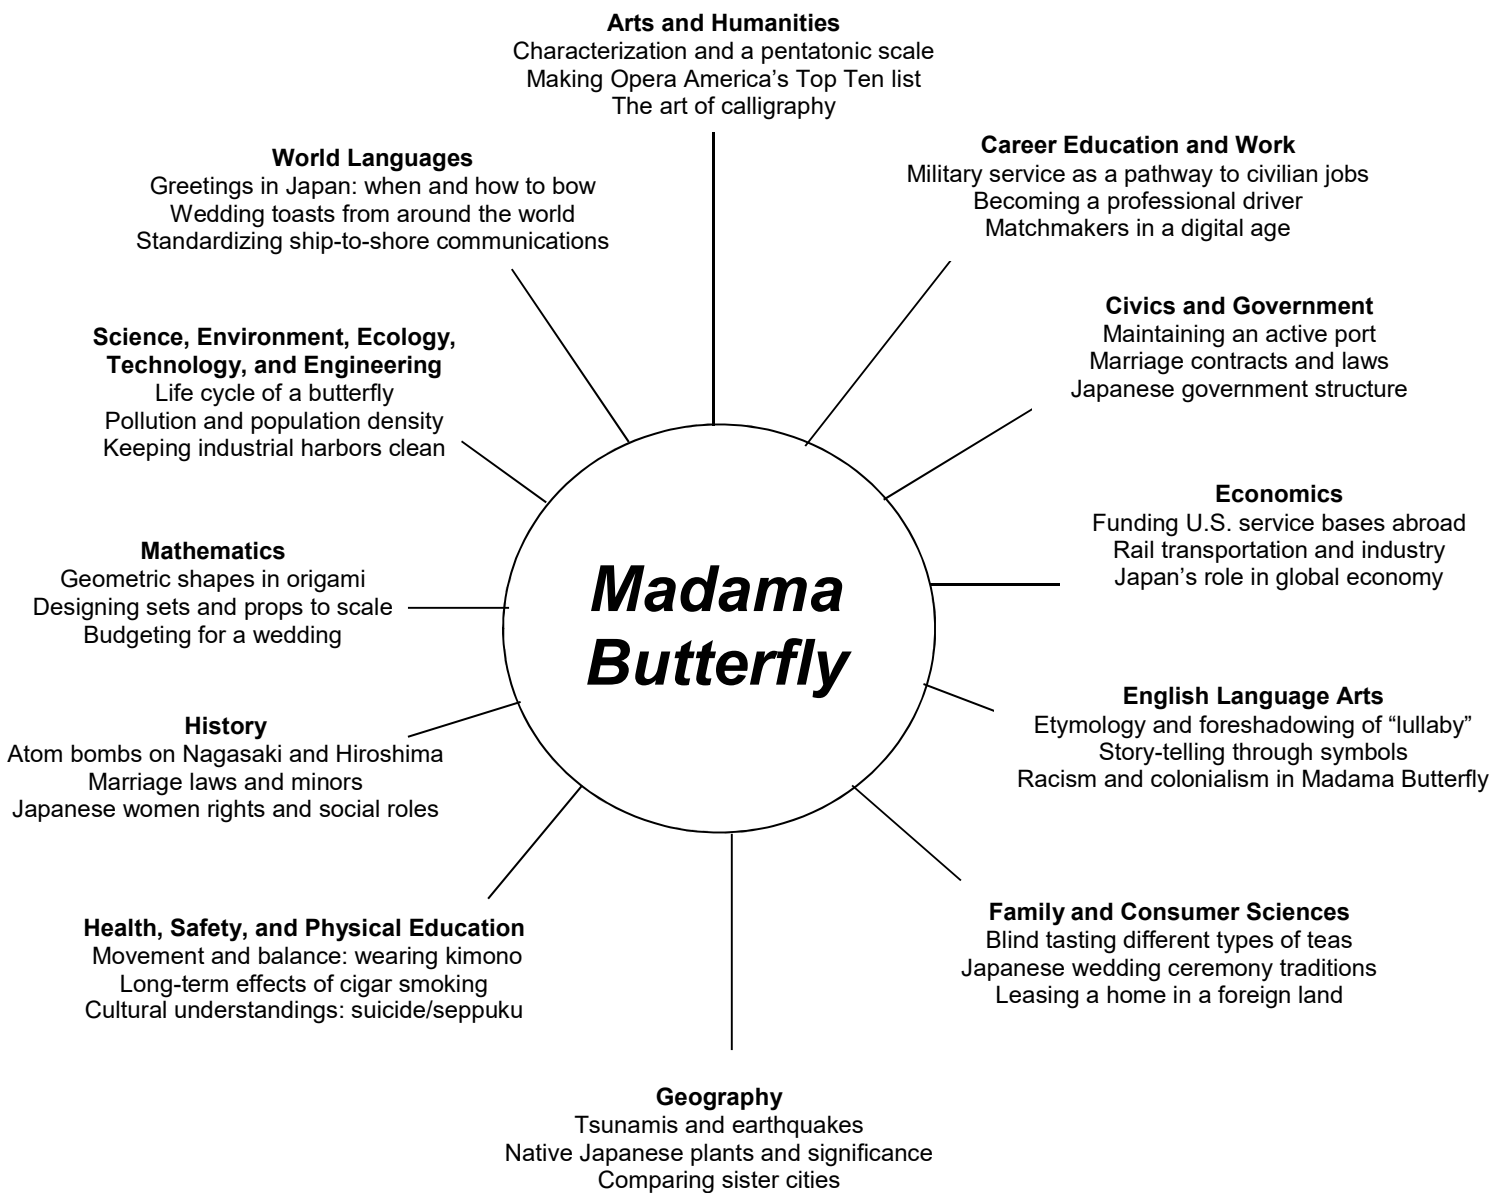 Arts and Humanities
Characterization and a pentatonic scale
Making Opera America’s Top Ten list
The art of calligraphy
Career Education and Work
Military service as a pathway to civilian jobs
Becoming a professional driver
Matchmakers in a digital age
Civics and Government
Maintaining an active port
Marriage contracts and laws
Japanese government structure
Economics
Funding U.S. service bases abroad
Rail transportation and industry
Japan’s role in global economy
English Language Arts
Etymology and foreshadowing of “lullaby”
Story-telling through symbols
Racism and colonialism in Madama Butterfly
Family and Consumer Sciences
Blind tasting different types of teas
Japanese wedding ceremony traditions
Leasing a home in a foreign land
Geography
Tsunamis and earthquakes
Native Japanese plants and significance
Comparing sister cities
Health, Safety, and Physical Education
Movement and balance: wearing kimono
Long-term effects of cigar smoking
Cultural understandings: suicide/seppuku
History
Atom bombs on Nagasaki and Hiroshima
Marriage laws and minors
Japanese women rights and social roles
Mathematics
Geometric shapes in origami
Designing sets and props to scale
Budgeting for a wedding
Science, Environment, Ecology,
Technology, and Engineering
Life cycle of a butterfly
Pollution and population density
Keeping industrial harbors clean
World Languages
Greetings in Japan: when and how to bow
Wedding toasts from around the world
Standardizing ship-to-shore communications
Madama
Butterfly